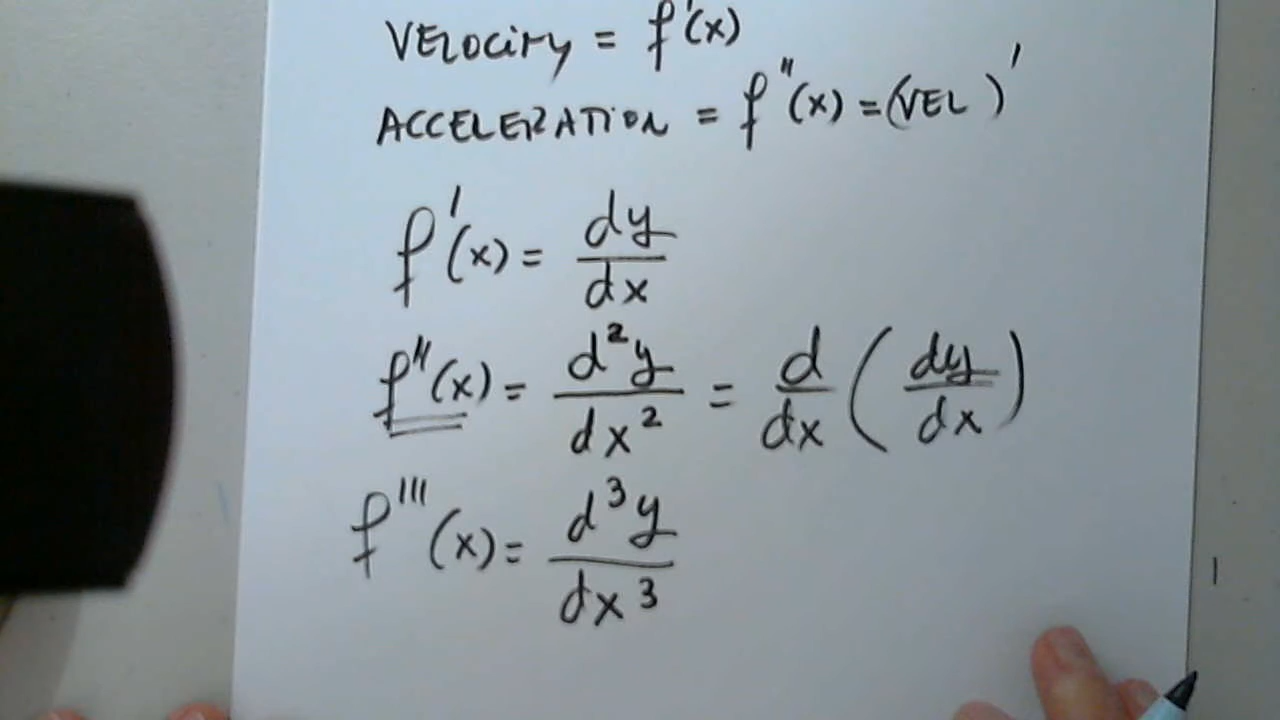 VELOCITY = f'(x)
ACCELERATION = f''(x) = (VEL)'
f'(x) = dy/dx
f''(x) = d²y/dx² = d/dx (dy/dx)
f'''(x) = d³y/dx³